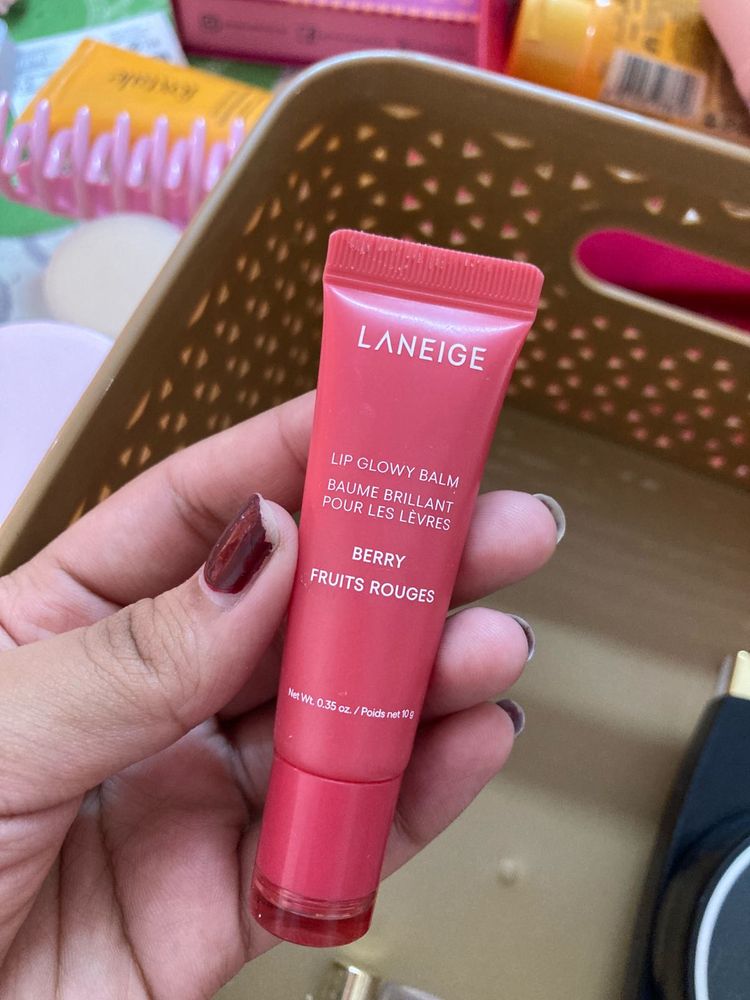 LANEIGE
LIP GLOWY BALM
BAUME BRILLANT
POUR LES LÈVRES
BERRY
FRUITS ROUGES
Net Wt. 0.35 oz. / Poids net 10 g